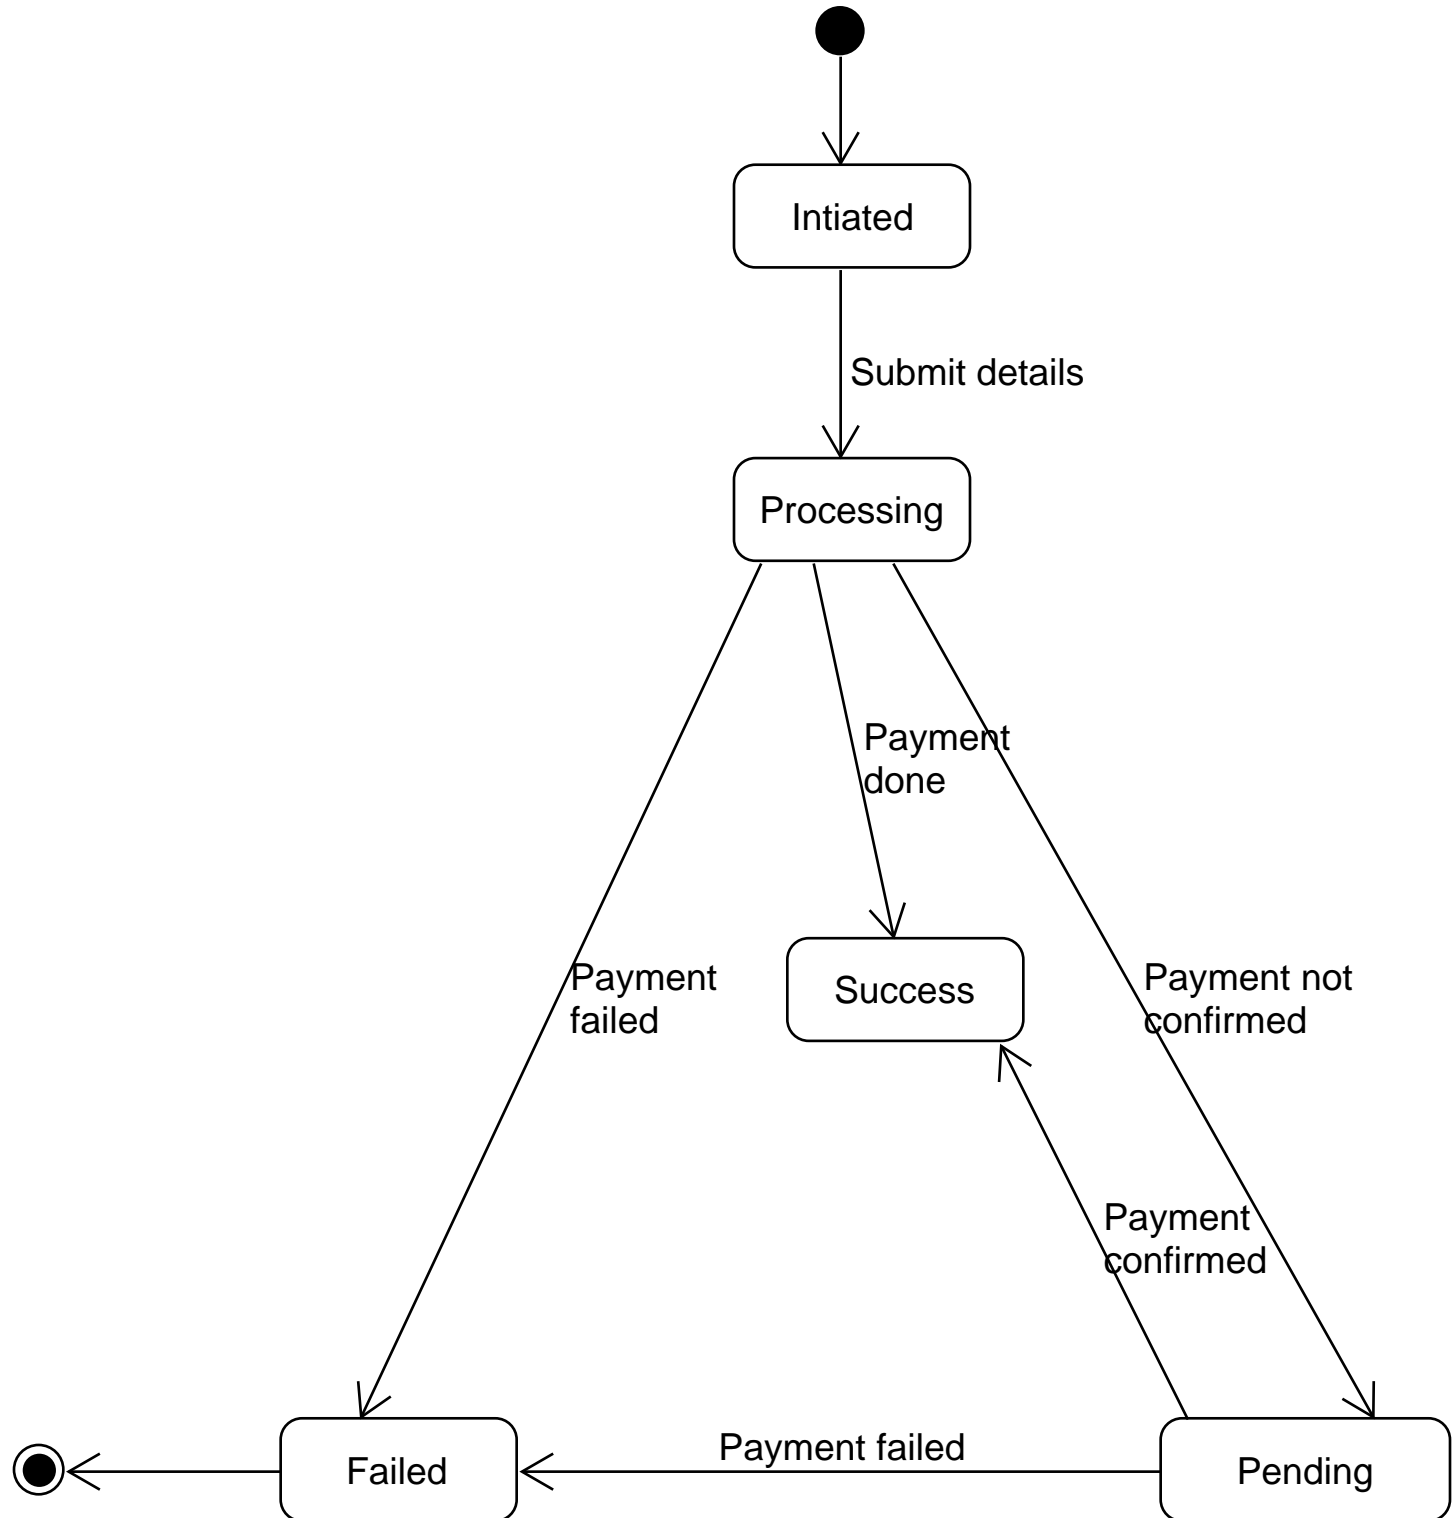 Intiated
Submit details
Processing
Payment
done
Payment
failed
Success
Payment not
confirmed
Payment
confirmed
Failed
Payment failed
Pending